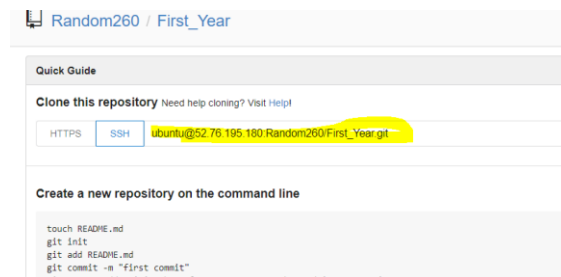 Random260 / First_Year
Quick Guide
Clone this repository Need help cloning? Visit Help!
HTTPS SSH ubuntu@52.76.195.180:Random260/First_Year.git
Create a new repository on the command line
touch README.md
git init
git add README.md
git commit -m "first commit"